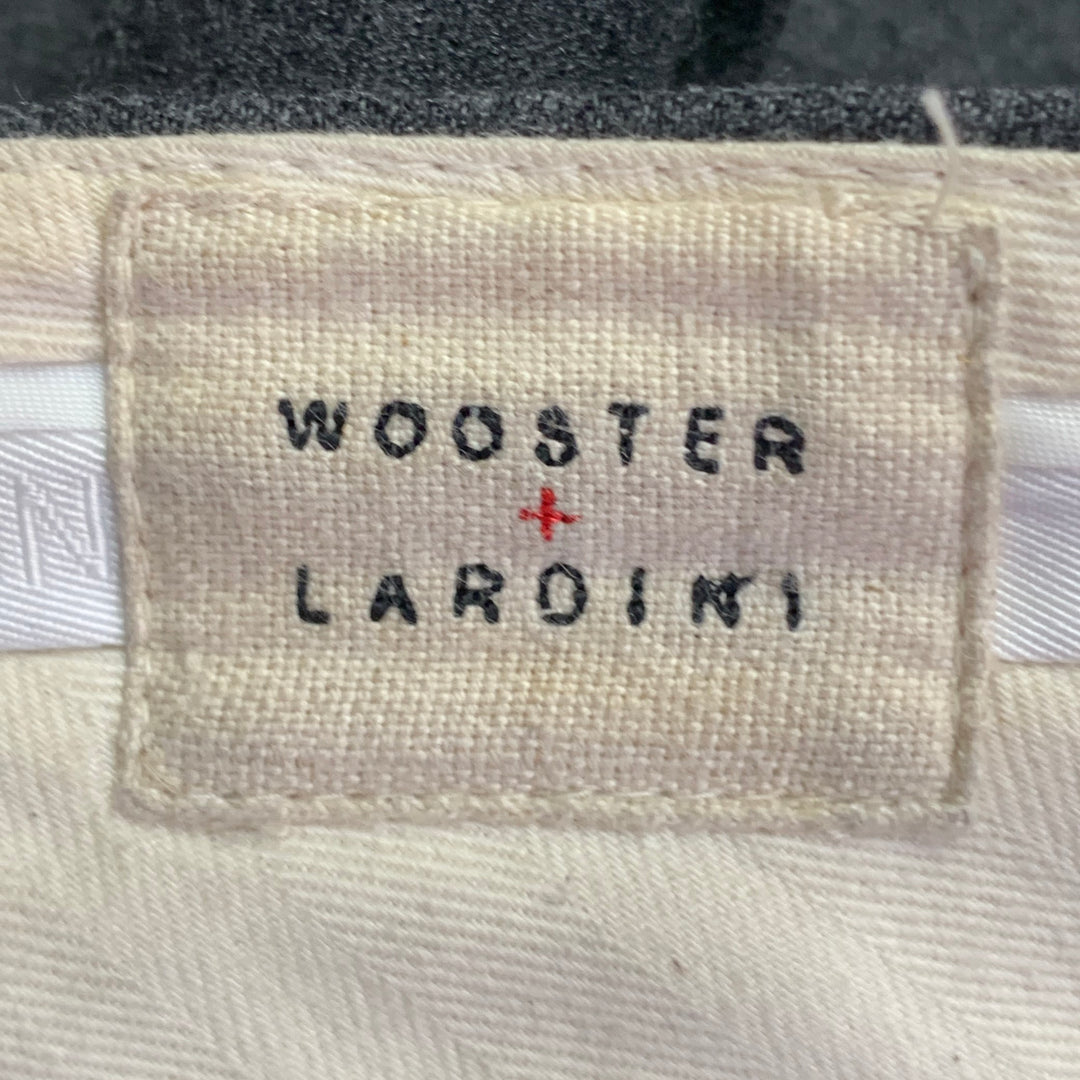 WOOSTER
+
LARDINI
N